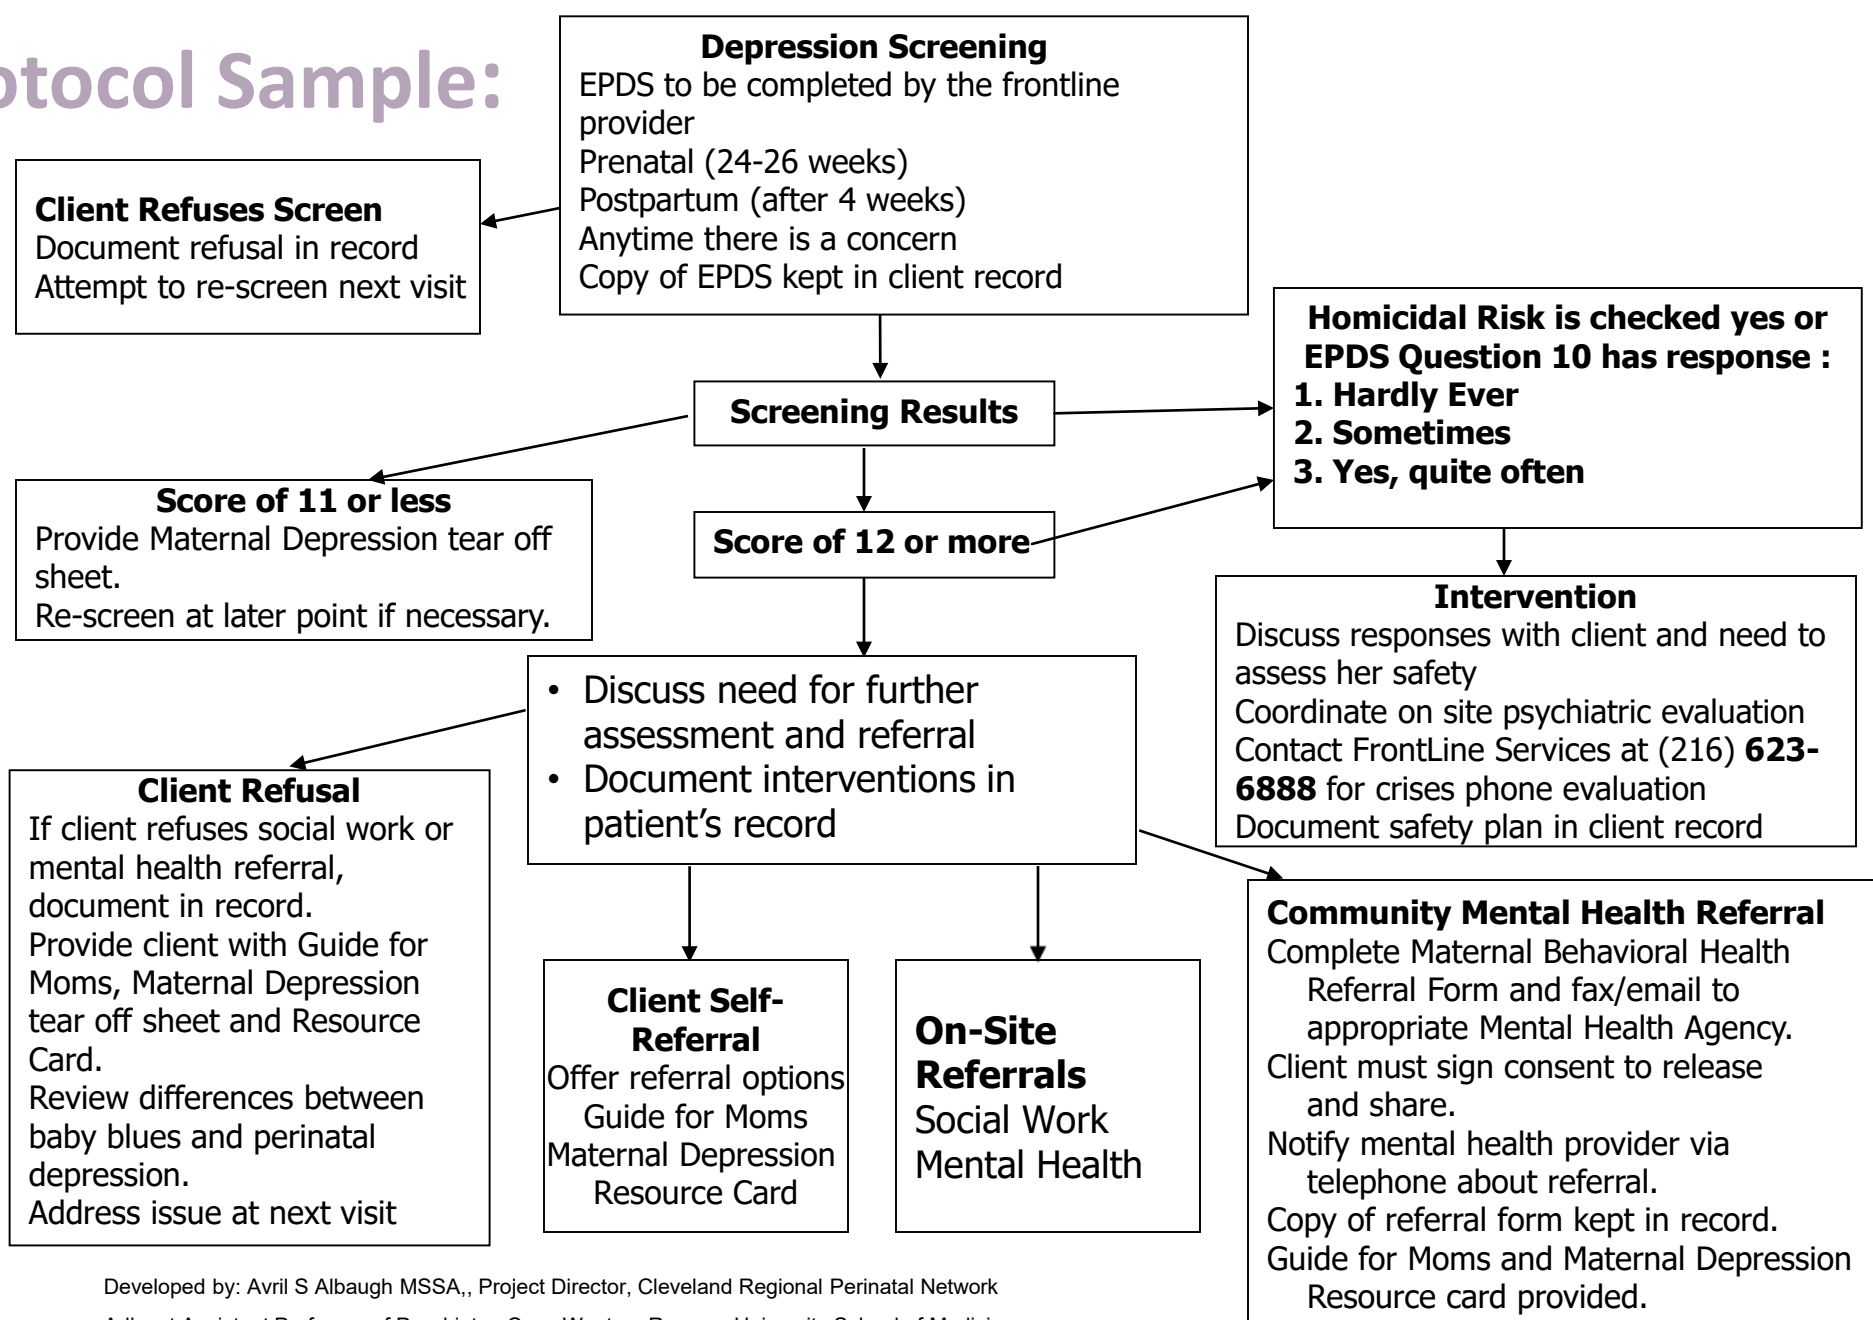 otocol Sample:
Depression Screening
EPDS to be completed by the frontline
provider
Prenatal (24-26 weeks)
Postpartum (after 4 weeks)
Anytime there is a concern
Copy of EPDS kept in client record
Client Refuses Screen
Document refusal in record
Attempt to re-screen next visit
Homicidal Risk is checked yes or
EPDS Question 10 has response :
1. Hardly Ever
2. Sometimes
3. Yes, quite often
Screening Results
Score of 11 or less
Provide Maternal Depression tear off
sheet.
Re-screen at later point if necessary.
Score of 12 or more
Intervention
Discuss responses with client and need to
assess her safety
Coordinate on site psychiatric evaluation
Contact FrontLine Services at (216) 623-
6888 for crises phone evaluation
Document safety plan in client record
• Discuss need for further
assessment and referral
• Document interventions in
patient’s record
Client Refusal
If client refuses social work or
mental health referral,
document in record.
Provide client with Guide for
Moms, Maternal Depression
tear off sheet and Resource
Card.
Review differences between
baby blues and perinatal
depression.
Address issue at next visit
Client Self-
Referral
Offer referral options
Guide for Moms
Maternal Depression
Resource Card
On-Site
Referrals
Social Work
Mental Health
Community Mental Health Referral
Complete Maternal Behavioral Health
Referral Form and fax/email to
appropriate Mental Health Agency.
Client must sign consent to release
and share.
Notify mental health provider via
telephone about referral.
Copy of referral form kept in record.
Guide for Moms and Maternal Depression
Resource card provided.
Developed by: Avril S Albaugh MSSA,, Project Director, Cleveland Regional Perinatal Network